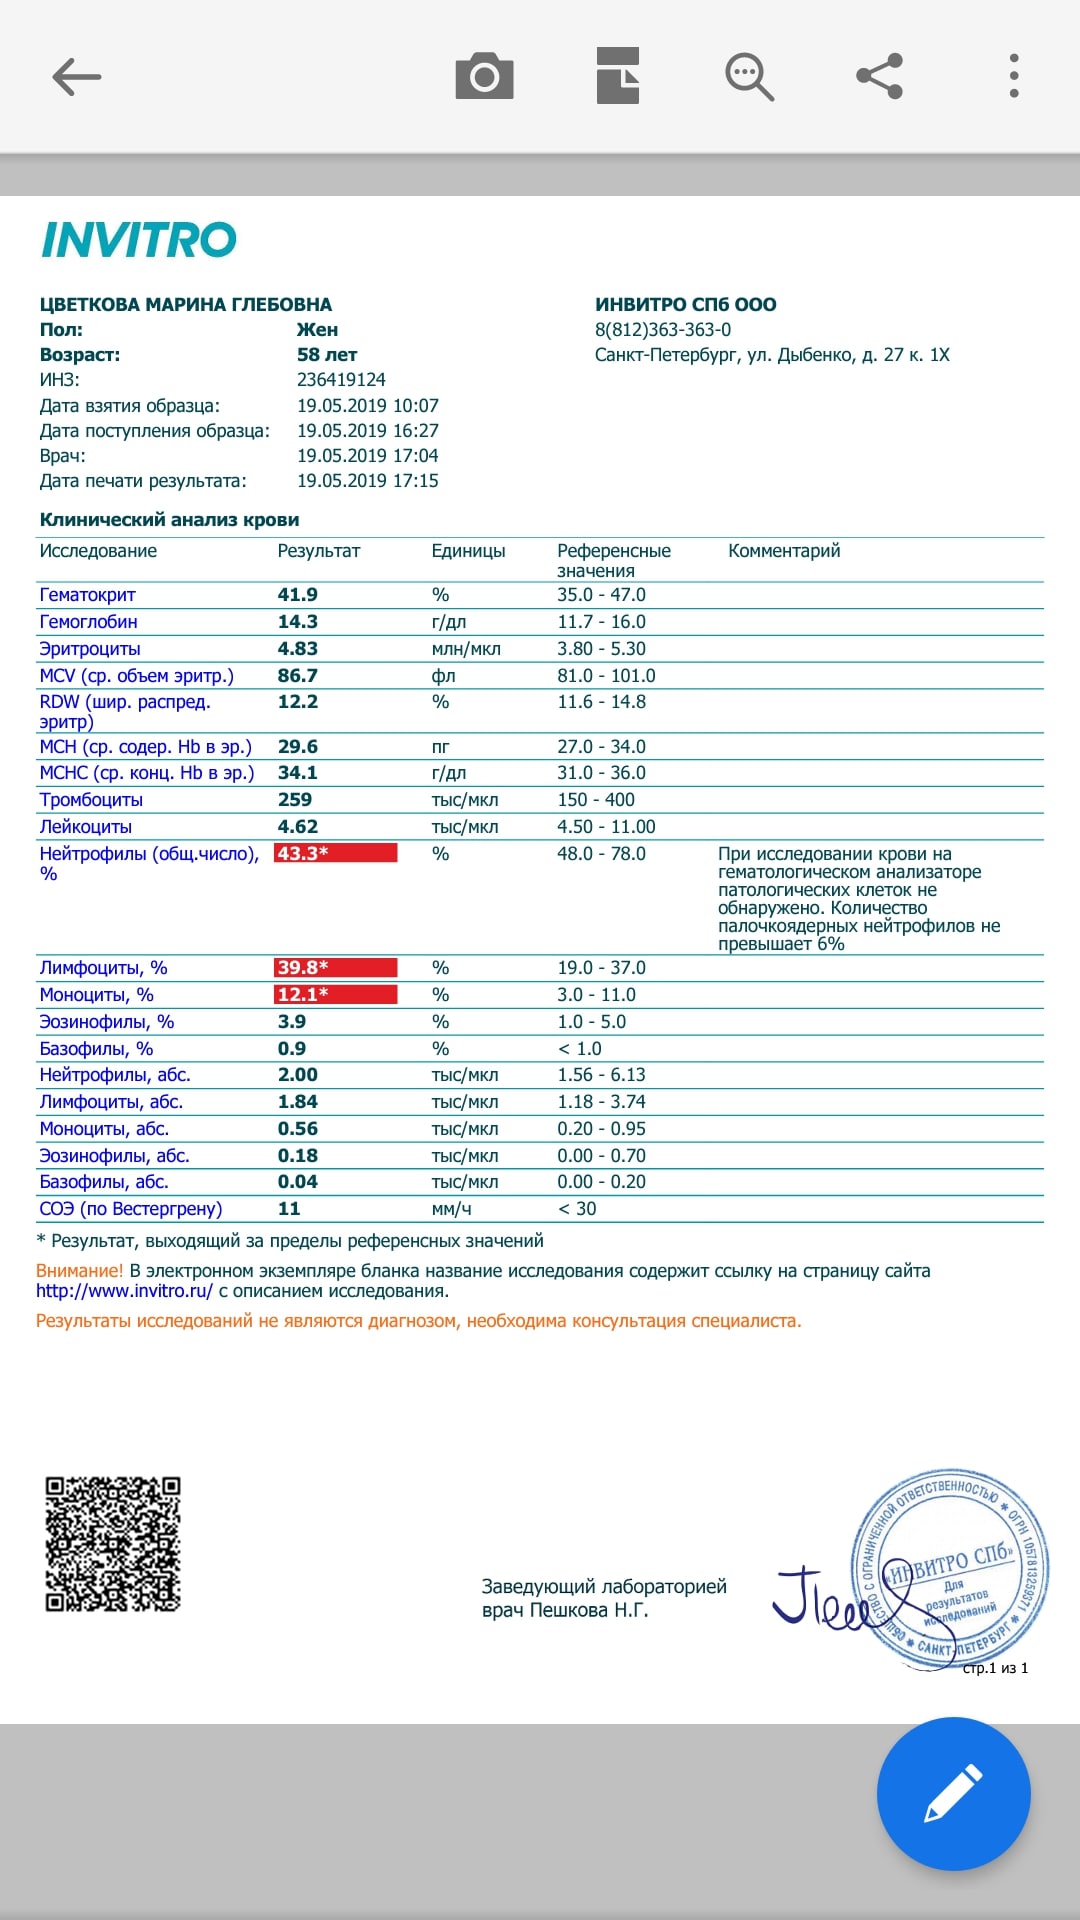 INVITRO
ЦВЕТКОВА МАРИНА ГЛЕБОВНА
Пол: Жен
Возраст: 58 лет
ИНЗ: 236419124
Дата взятия образца: 19.05.2019 10:07
Дата поступления образца: 19.05.2019 16:27
Врач: 19.05.2019 17:04
Дата печати результата: 19.05.2019 17:15
ИНВИТРО СПб ООО
8(812)363-363-0
Санкт-Петербург, ул. Дыбенко, д. 27 к. 1Х
Клинический анализ крови
Исследование Результат Единицы Референсные значения Комментарий
Гематокрит 41.9 % 35.0 - 47.0
Гемоглобин 14.3 г/дл 11.7 - 16.0
Эритроциты 4.83 млн/мкл 3.80 - 5.30
MCV (ср. объем эритр.) 86.7 фл 81.0 - 101.0
RDW (шир. распред. эритр) 12.2 % 11.6 - 14.8
MCH (ср. содер. Hb в эр.) 29.6 пг 27.0 - 34.0
MCHC (ср. конц. Hb в эр.) 34.1 г/дл 31.0 - 36.0
Тромбоциты 259 тыс/мкл 150 - 400
Лейкоциты 4.62 тыс/мкл 4.50 - 11.00
Нейтрофилы (общ.число), % 43.3* % 48.0 - 78.0
При исследовании крови на
гематологическом анализаторе
патологических клеток не
обнаружено. Количество
палочкоядерных нейтрофилов не
превышает 6%
Лимфоциты, % 39.8* % 19.0 - 37.0
Моноциты, % 12.1* % 3.0 - 11.0
Эозинофилы, % 3.9 % 1.0 - 5.0
Базофилы, % 0.9 % < 1.0
Нейтрофилы, абс. 2.00 тыс/мкл 1.56 - 6.13
Лимфоциты, абс. 1.84 тыс/мкл 1.18 - 3.74
Моноциты, абс. 0.56 тыс/мкл 0.20 - 0.95
Эозинофилы, абс. 0.18 тыс/мкл 0.00 - 0.70
Базофилы, абс. 0.04 тыс/мкл 0.00 - 0.20
СОЭ (по Вестергрену) 11 мм/ч < 30
* Результат, выходящий за пределы референсных значений
Внимание! В электронном экземпляре бланка название исследования содержит ссылку на страницу сайта
http://www.invitro.ru/ с описанием исследования.
Результаты исследований не являются диагнозом, необходима консультация специалиста.
Заведующий лабораторией
врач Пешкова Н.Г.
ОБЩЕСТВО С ОГРАНИЧЕННОЙ ОТВЕТСТВЕННОСТЬЮ * ОГРН 1057813259371 * САНКТ-ПЕТЕРБУРГ *
«ИНВИТРО СПб»
Для
результатов
исследований
стр.1 из 1